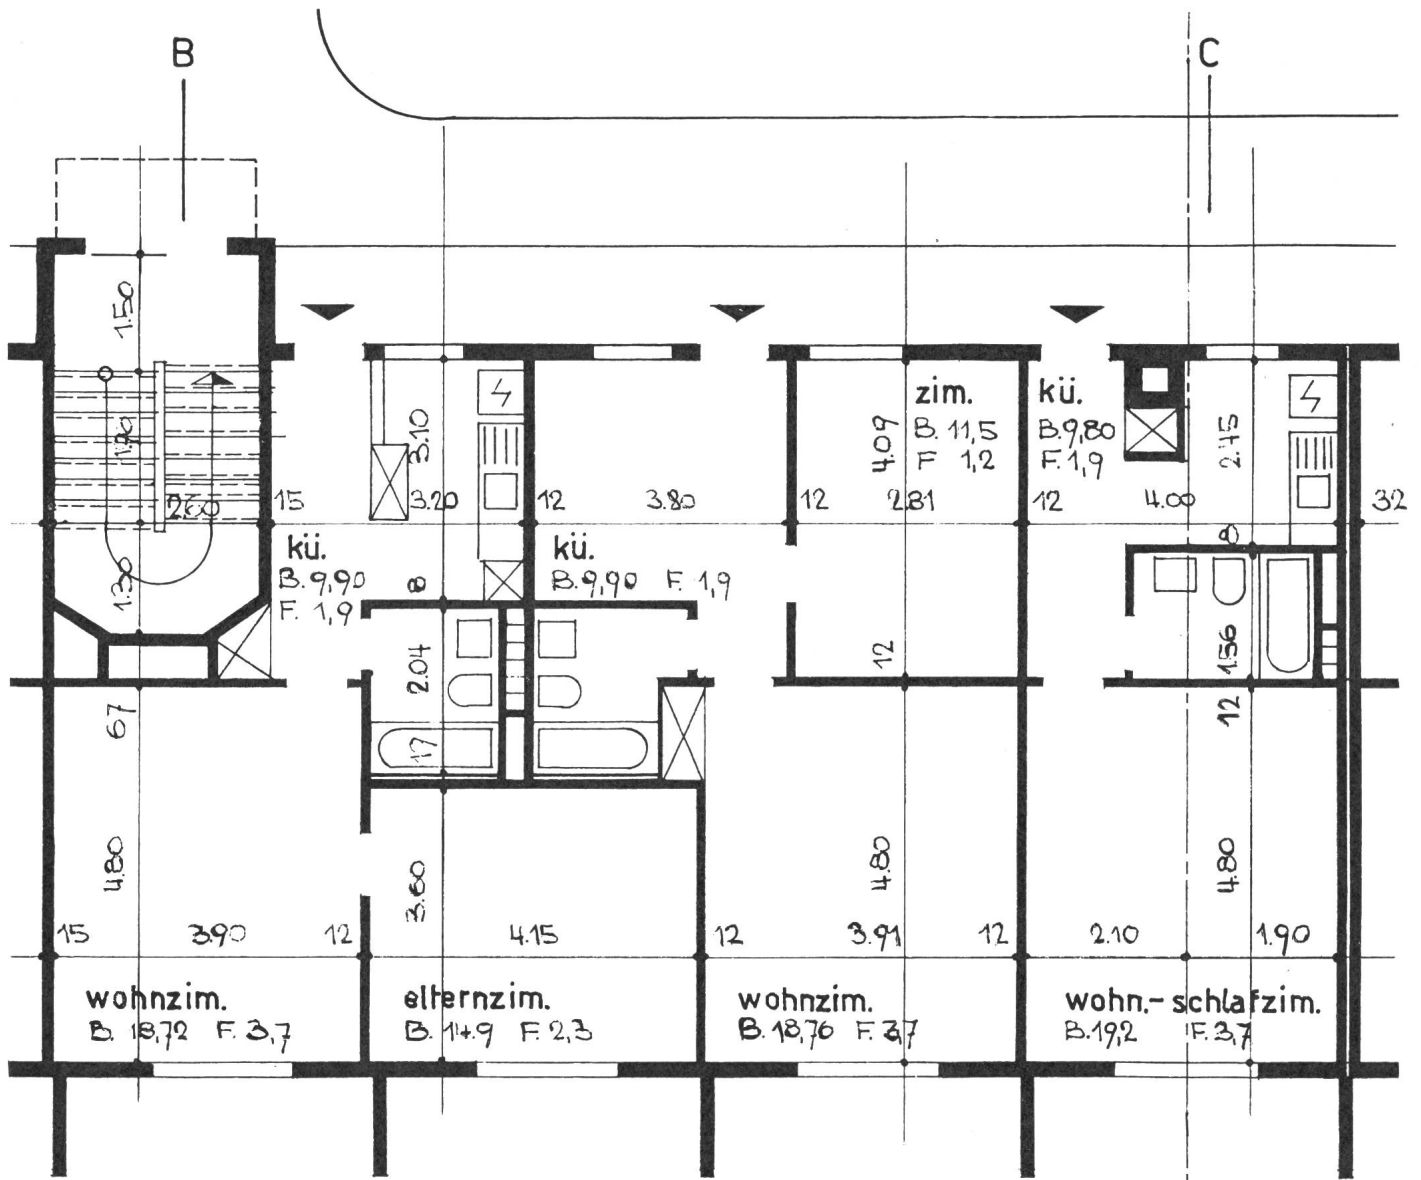 B
C
1.50
zim.
B. 11,5
F 1,2
kü.
B.9,80
F.1,9
3.10
4.09
2.45
1.90
2.60
15
3.20
12
3.80
12
2.81
12
4.00
32
kü.
B.9,90
F. 1,9
kü.
B.9,90 F. 1,9
8
8
1.30
2.04
12
1.56
67
17
12
4.80
3.60
4.80
4.80
15
3.90
12
4.15
12
3.91
12
2.10
1.90
wohnzim.
B. 18,72 F. 3,7
elternzim.
B. 14.9 F. 2,3
wohnzim.
B. 18,76 F. 3,7
wohn.-schlafzim.
B.19,2 F. 3,7